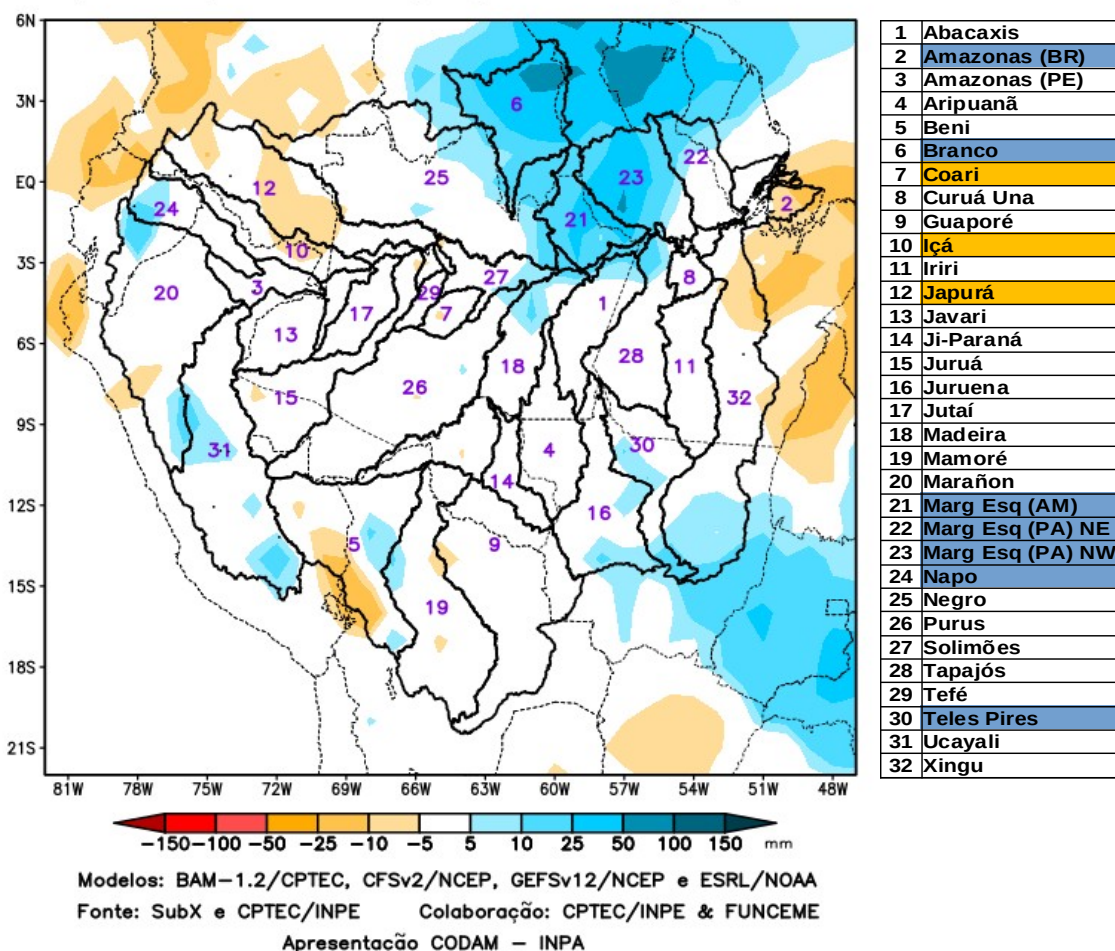 6N
3N
EQ
3S
6S
9S
12S
15S
18S
21S
81W 78W 75W 72W 69W 66W 63W 60W 57W 54W 51W 48W
6
22
25
23
12
24
21
2
10
27
8
3
29
20
17
7
1
13
28
18
11
26
15
32
31
30
4
14
16
5
9
19
-150 -100 -50 -25 -10 -5 5 10 25 50 100 150 mm
Modelos: BAM-1.2/CPTEC, CFSv2/NCEP, GEFSv12/NCEP e ESRL/NOAA
Fonte: SubX e CPTEC/INPE Colaboração: CPTEC/INPE & FUNCEME
Apresentação CODAM - INPA
1 Abacaxis
2 Amazonas (BR)
3 Amazonas (PE)
4 Aripuanã
5 Beni
6 Branco
7 Coari
8 Curuá Una
9 Guaporé
10 Içá
11 Iriri
12 Japurá
13 Javari
14 Ji-Paraná
15 Juruá
16 Juruena
17 Jutaí
18 Madeira
19 Mamoré
20 Marañon
21 Marg Esq (AM)
22 Marg Esq (PA) NE
23 Marg Esq (PA) NW
24 Napo
25 Negro
26 Purus
27 Solimões
28 Tapajós
29 Tefé
30 Teles Pires
31 Ucayali
32 Xingu